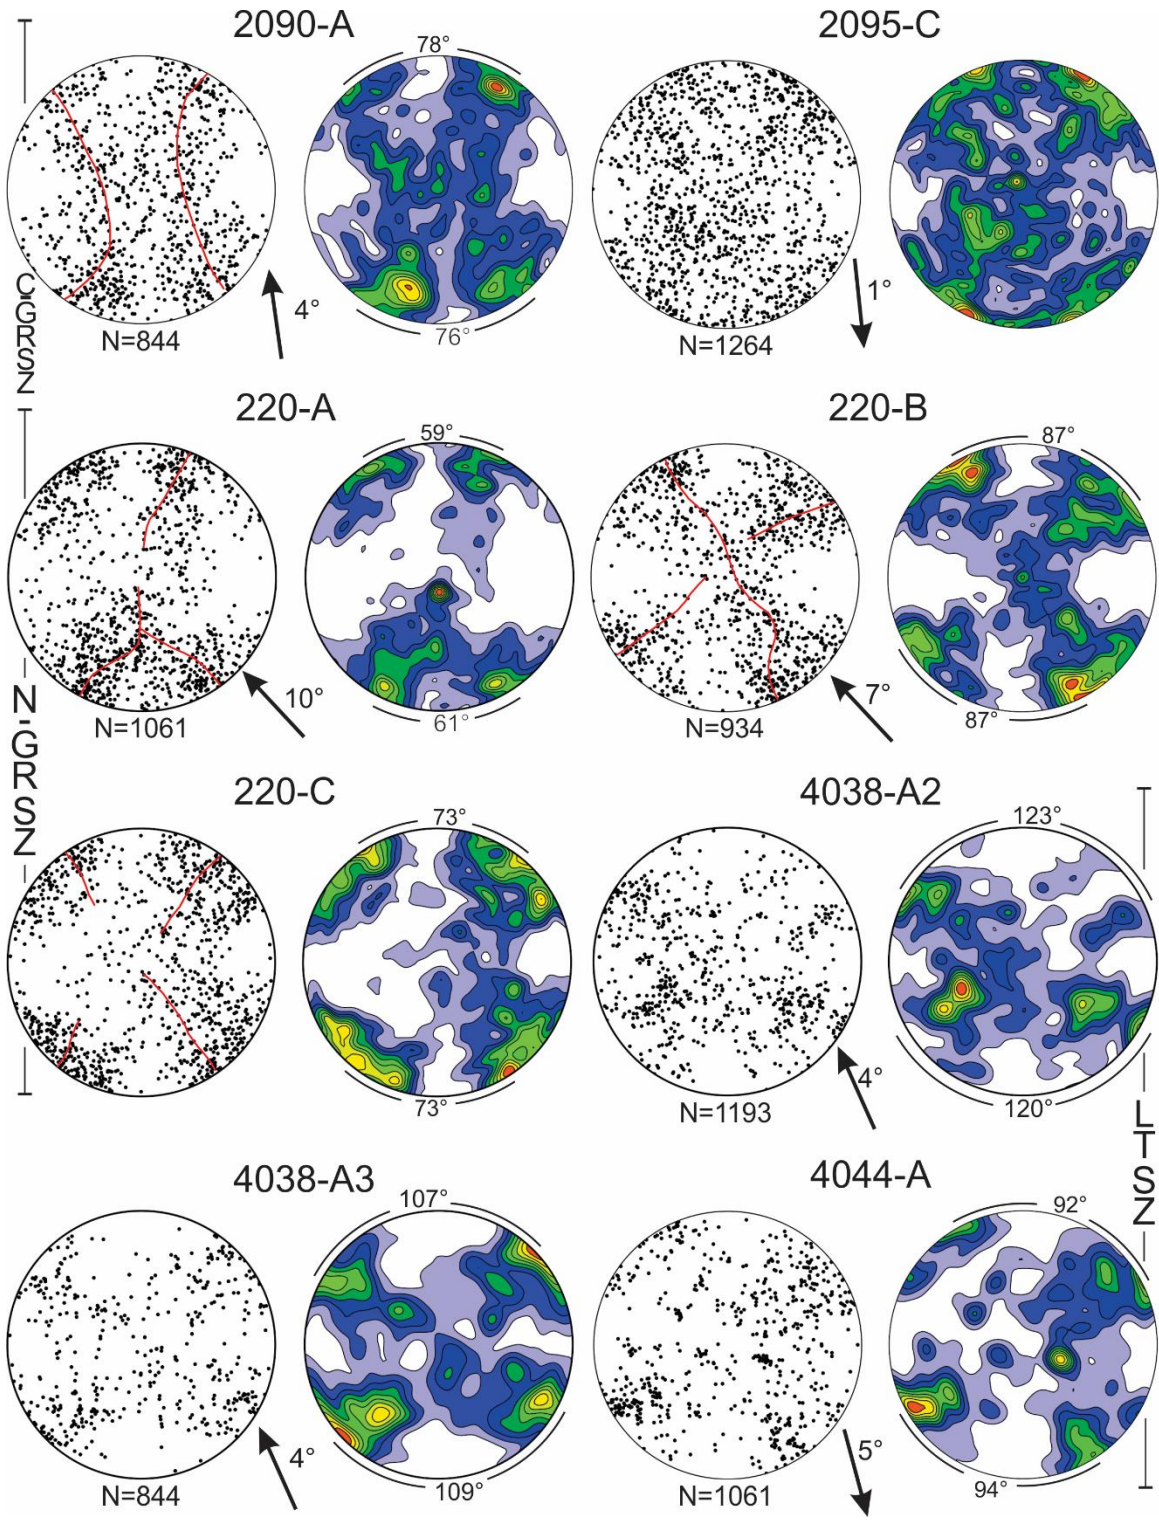 2090-A
2095-C
78°
4°
76°
N=844
1°
N=1264
C-GRSZ
220-A
220-B
59°
87°
10°
61°
N=1061
7°
87°
N=934
N-GRSZ
220-C
4038-A2
73°
123°
73°
4°
120°
N=1193
LTSZ
4038-A3
4044-A
107°
92°
4°
109°
N=844
5°
94°
N=1061